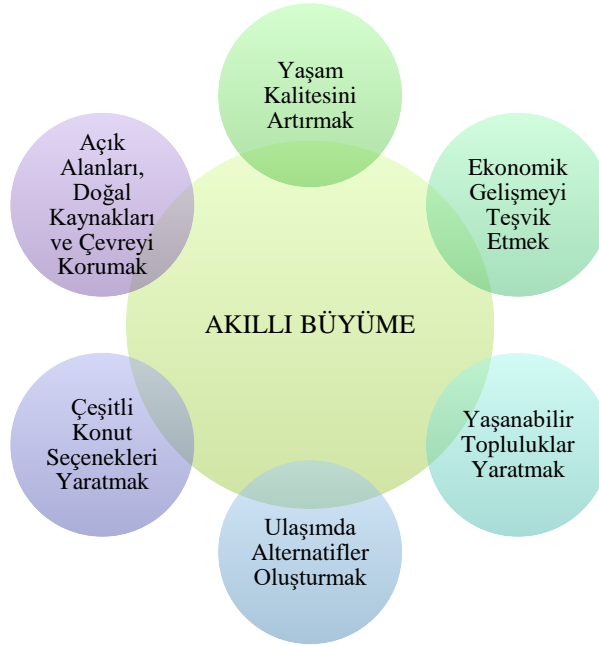 Yaşam
Kalitesini
Artırmak
Açık
Alanları,
Doğal
Kaynakları
ve Çevreyi
Korumak
Ekonomik
Gelişmeyi
Teşvik
Etmek
AKILLI BÜYÜME
Çeşitli
Konut
Seçenekleri
Yaratmak
Yaşanabilir
Topluluklar
Yaratmak
Ulaşımda
Alternatifler
Oluşturmak